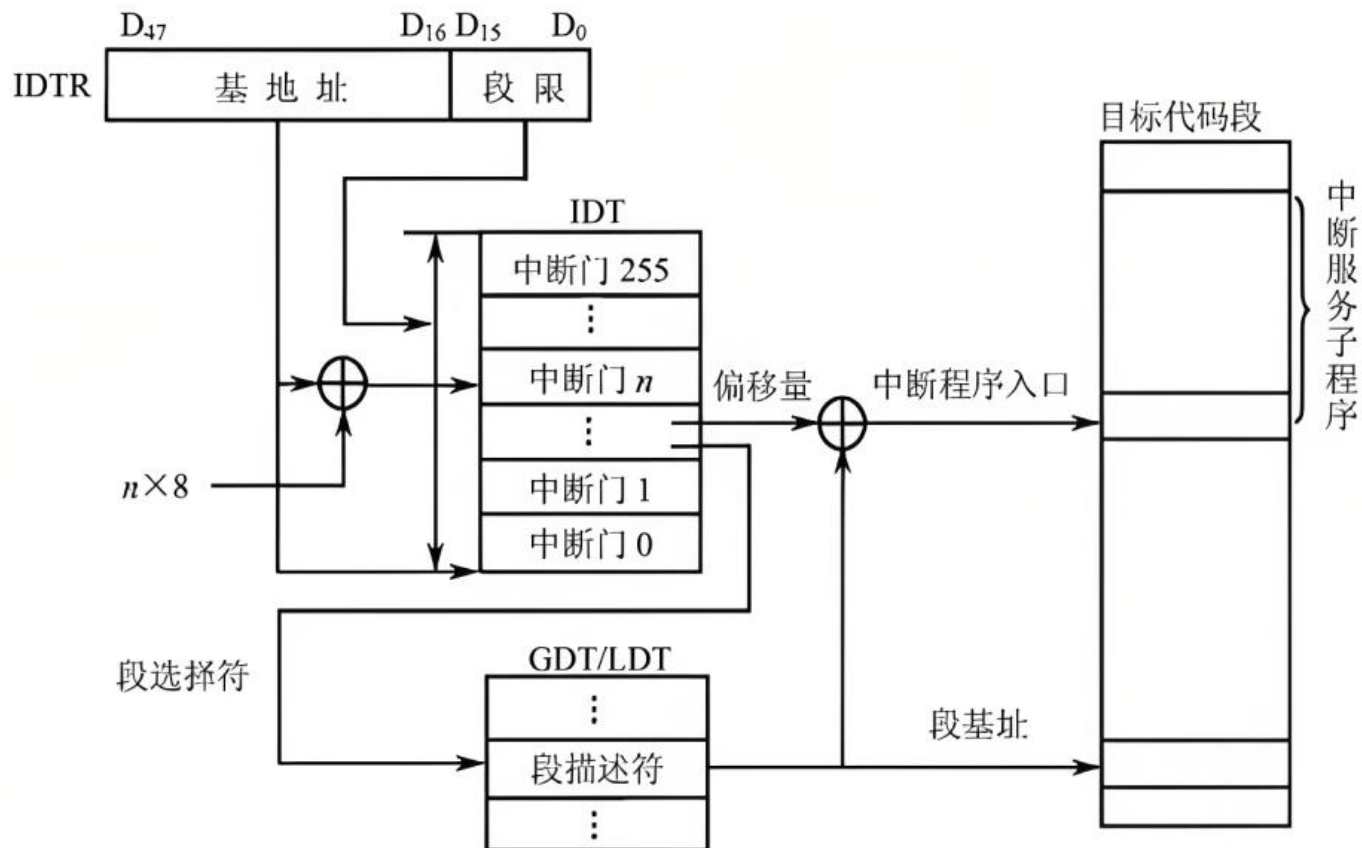 D₄₇ D₁₆ D₁₅ D₀
IDTR 基地址 段限
目标代码段
IDT
中断门 255
⋮
中断门 n
⋮
中断门 1
中断门 0
n×8
偏移量
中断程序入口
中断服务子程序
段选择符
GDT/LDT
⋮
段描述符
⋮
段基址